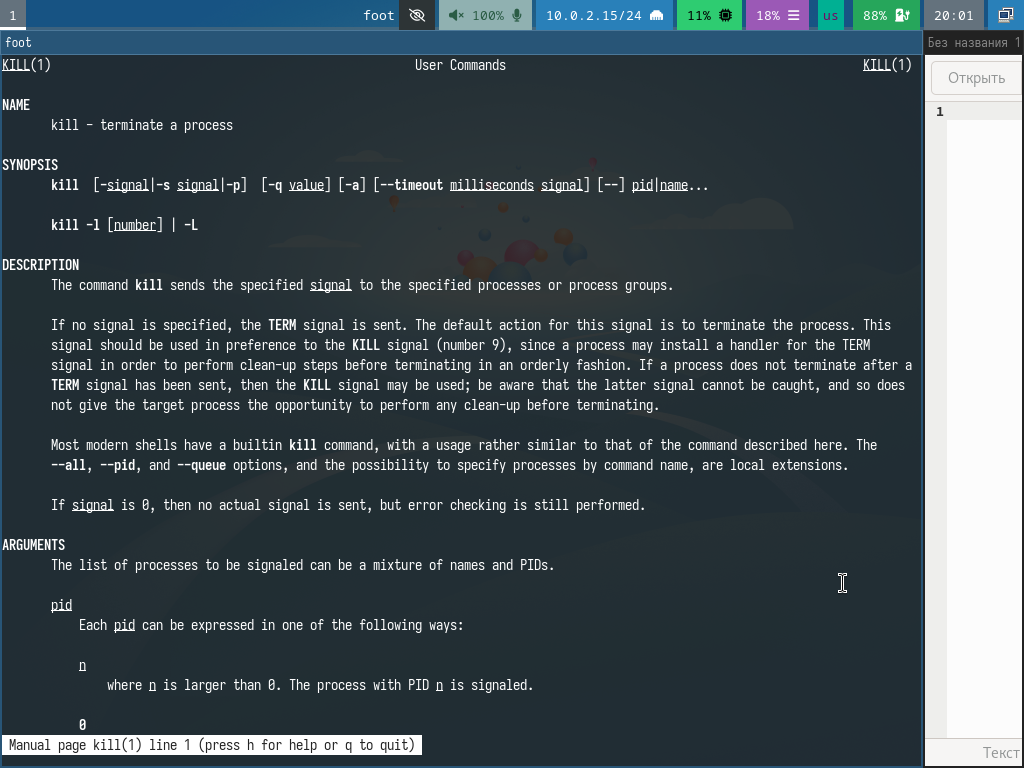 1 foot 100% 10.0.2.15/24 11% 18% us 88% 20:01
foot
Без названия 1
KILL(1) User Commands KILL(1)
NAME
kill - terminate a process
SYNOPSIS
kill [-signal|-s signal|-p] [-q value] [-a] [--timeout milliseconds signal] [--] pid|name...
kill -l [number] | -L
DESCRIPTION
The command kill sends the specified signal to the specified processes or process groups.
If no signal is specified, the TERM signal is sent. The default action for this signal is to terminate the process. This
signal should be used in preference to the KILL signal (number 9), since a process may install a handler for the TERM
signal in order to perform clean-up steps before terminating in an orderly fashion. If a process does not terminate after a
TERM signal has been sent, then the KILL signal may be used; be aware that the latter signal cannot be caught, and so does
not give the target process the opportunity to perform any clean-up before terminating.
Most modern shells have a builtin kill command, with a usage rather similar to that of the command described here. The
--all, --pid, and --queue options, and the possibility to specify processes by command name, are local extensions.
If signal is 0, then no actual signal is sent, but error checking is still performed.
ARGUMENTS
The list of processes to be signaled can be a mixture of names and PIDs.
pid
Each pid can be expressed in one of the following ways:
n
where n is larger than 0. The process with PID n is signaled.
0
Manual page kill(1) line 1 (press h for help or q to quit)
Открыть
1
Текст